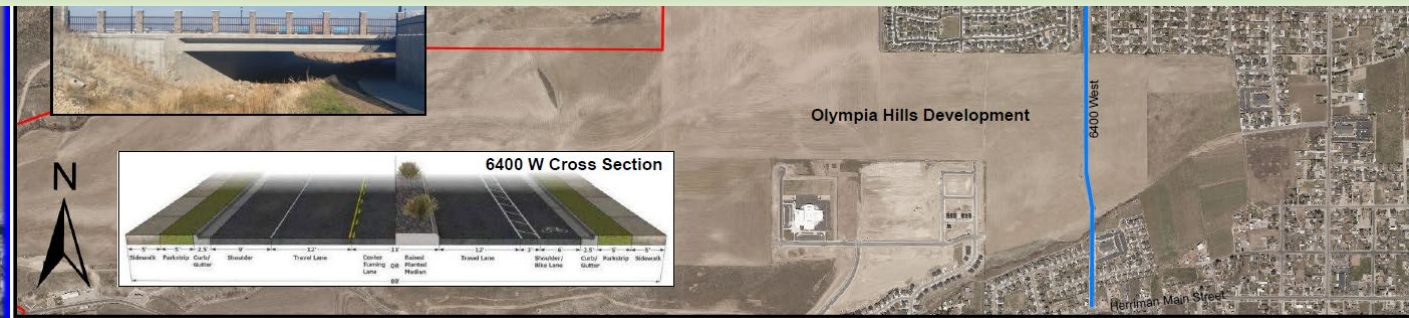 Olympia Hills Development
6400 West
N
6400 W Cross Section
5' 5' 2.5' 9' 12' 12' 6' 2.5' 5' 5'
Sidewalk Parkstrip Curb/ Gutter Shoulder Travel Lane Center Turning Lane OR Raised Planted Median Travel Lane Shoulder/ Bike Lane Curb/ Gutter Parkstrip Sidewalk
Herriman Main Street